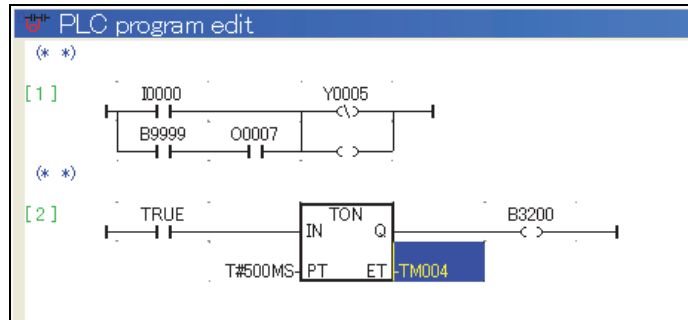 PLC program edit
(* *)
[1] I0000 Y0005
B9999 O0007
(* *)
[2] TRUE TON B3200
IN Q
T#500MS PT ET TM004